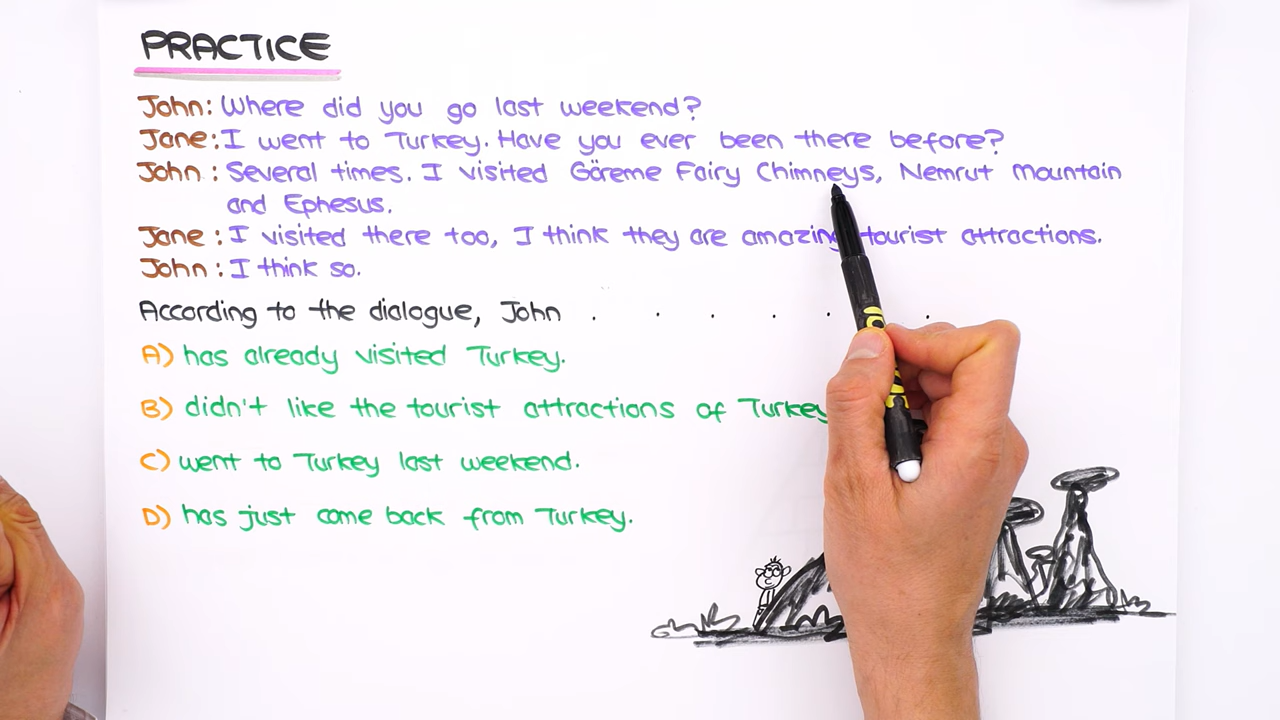 PRACTICE
John: Where did you go last weekend?
Jane: I went to Turkey. Have you ever been there before?
John: Several times. I visited Göreme Fairy Chimneys, Nemrut Mountain
and Ephesus.
Jane: I visited there too, I think they are amazing tourist attractions.
John: I think so.
According to the dialogue, John . . . . . .
A) has already visited Turkey.
B) didn't like the tourist attractions of Turkey
C) went to Turkey last weekend.
D) has just come back from Turkey.